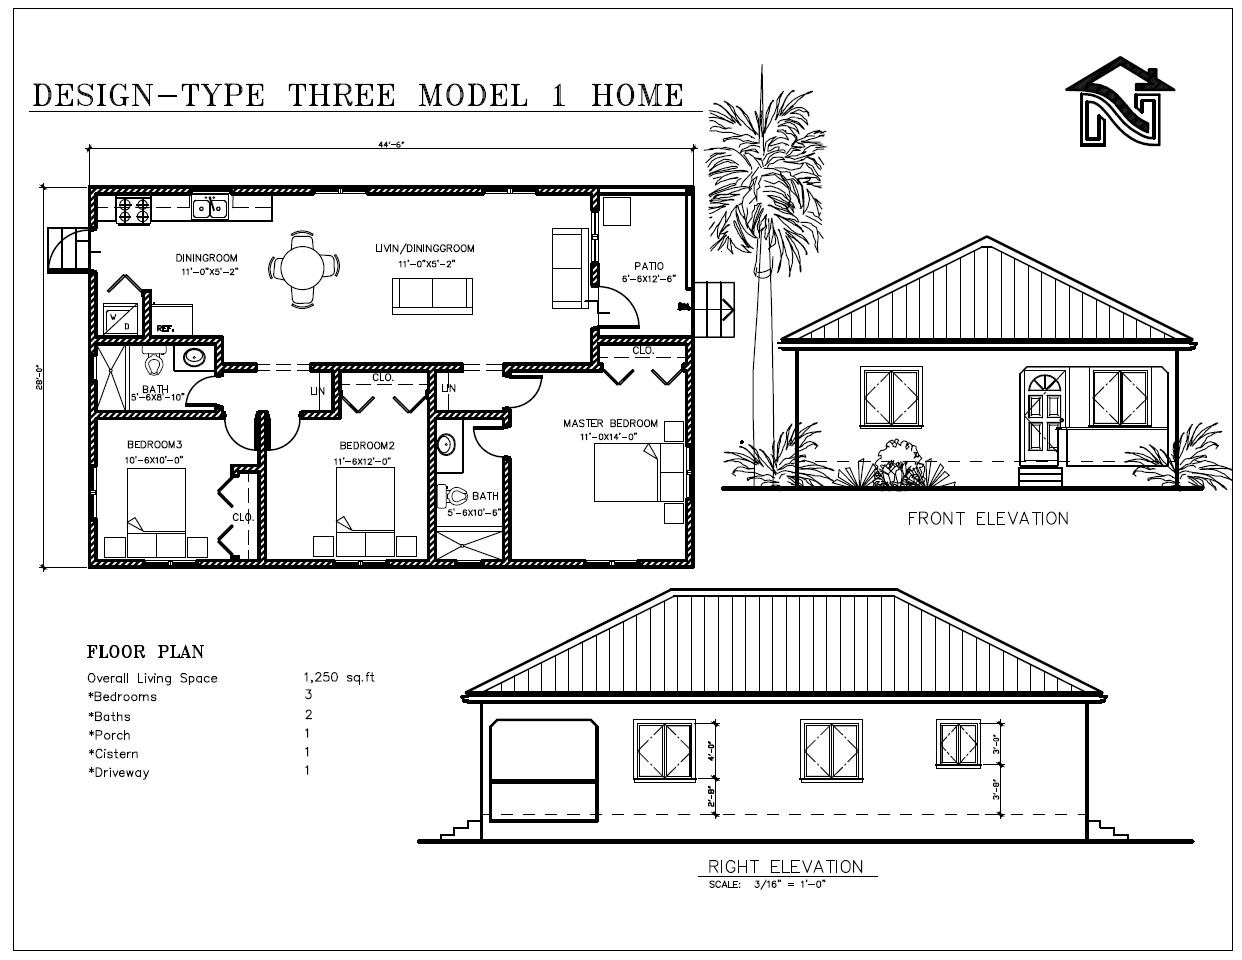 DESIGN-TYPE THREE MODEL 1 HOME
44'-6"
28'-0"
DININGROOM
11'-0"X5'-2"
LIVIN/DININGGROOM
11'-0"X5'-2"
PATIO
6'-6X12'-6"
W
D
REF.
BATH
5'-6X8'-10"
LIN
CLO.
LIN
CLO.
MASTER BEDROOM
11'-0X14'-0"
BEDROOM3
10'-6X10'-0"
BEDROOM2
11'-6X12'-0"
CLO.
BATH
5'-6X10'-6"
FRONT ELEVATION
FLOOR PLAN
Overall Living Space 1,250 sq.ft
*Bedrooms 3
*Baths 2
*Porch 1
*Cistern 1
*Driveway 1
4'-0"
2'-8"
3'-0"
3'-8"
RIGHT ELEVATION
SCALE: 3/16" = 1'-0"